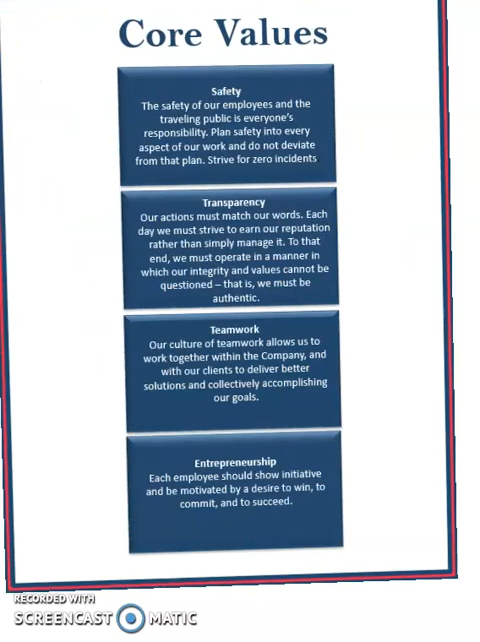 Core Values
Safety
The safety of our employees and the
traveling public is everyone's
responsibility. Plan safety into every
aspect of our work and do not deviate
from that plan. Strive for zero incidents
Transparency
Our actions must match our words. Each
day we must strive to earn our reputation
rather than simply manage it. To that
end, we must operate in a manner in
which our integrity and values cannot be
questioned – that is, we must be
authentic.
Teamwork
Our culture of teamwork allows us to
work together within the Company, and
with our clients to deliver better
solutions and collectively accomplishing
our goals.
Entrepreneurship
Each employee should show initiative
and be motivated by a desire to win, to
commit, and to succeed.
RECORDED WITH
SCREENCAST MATIC